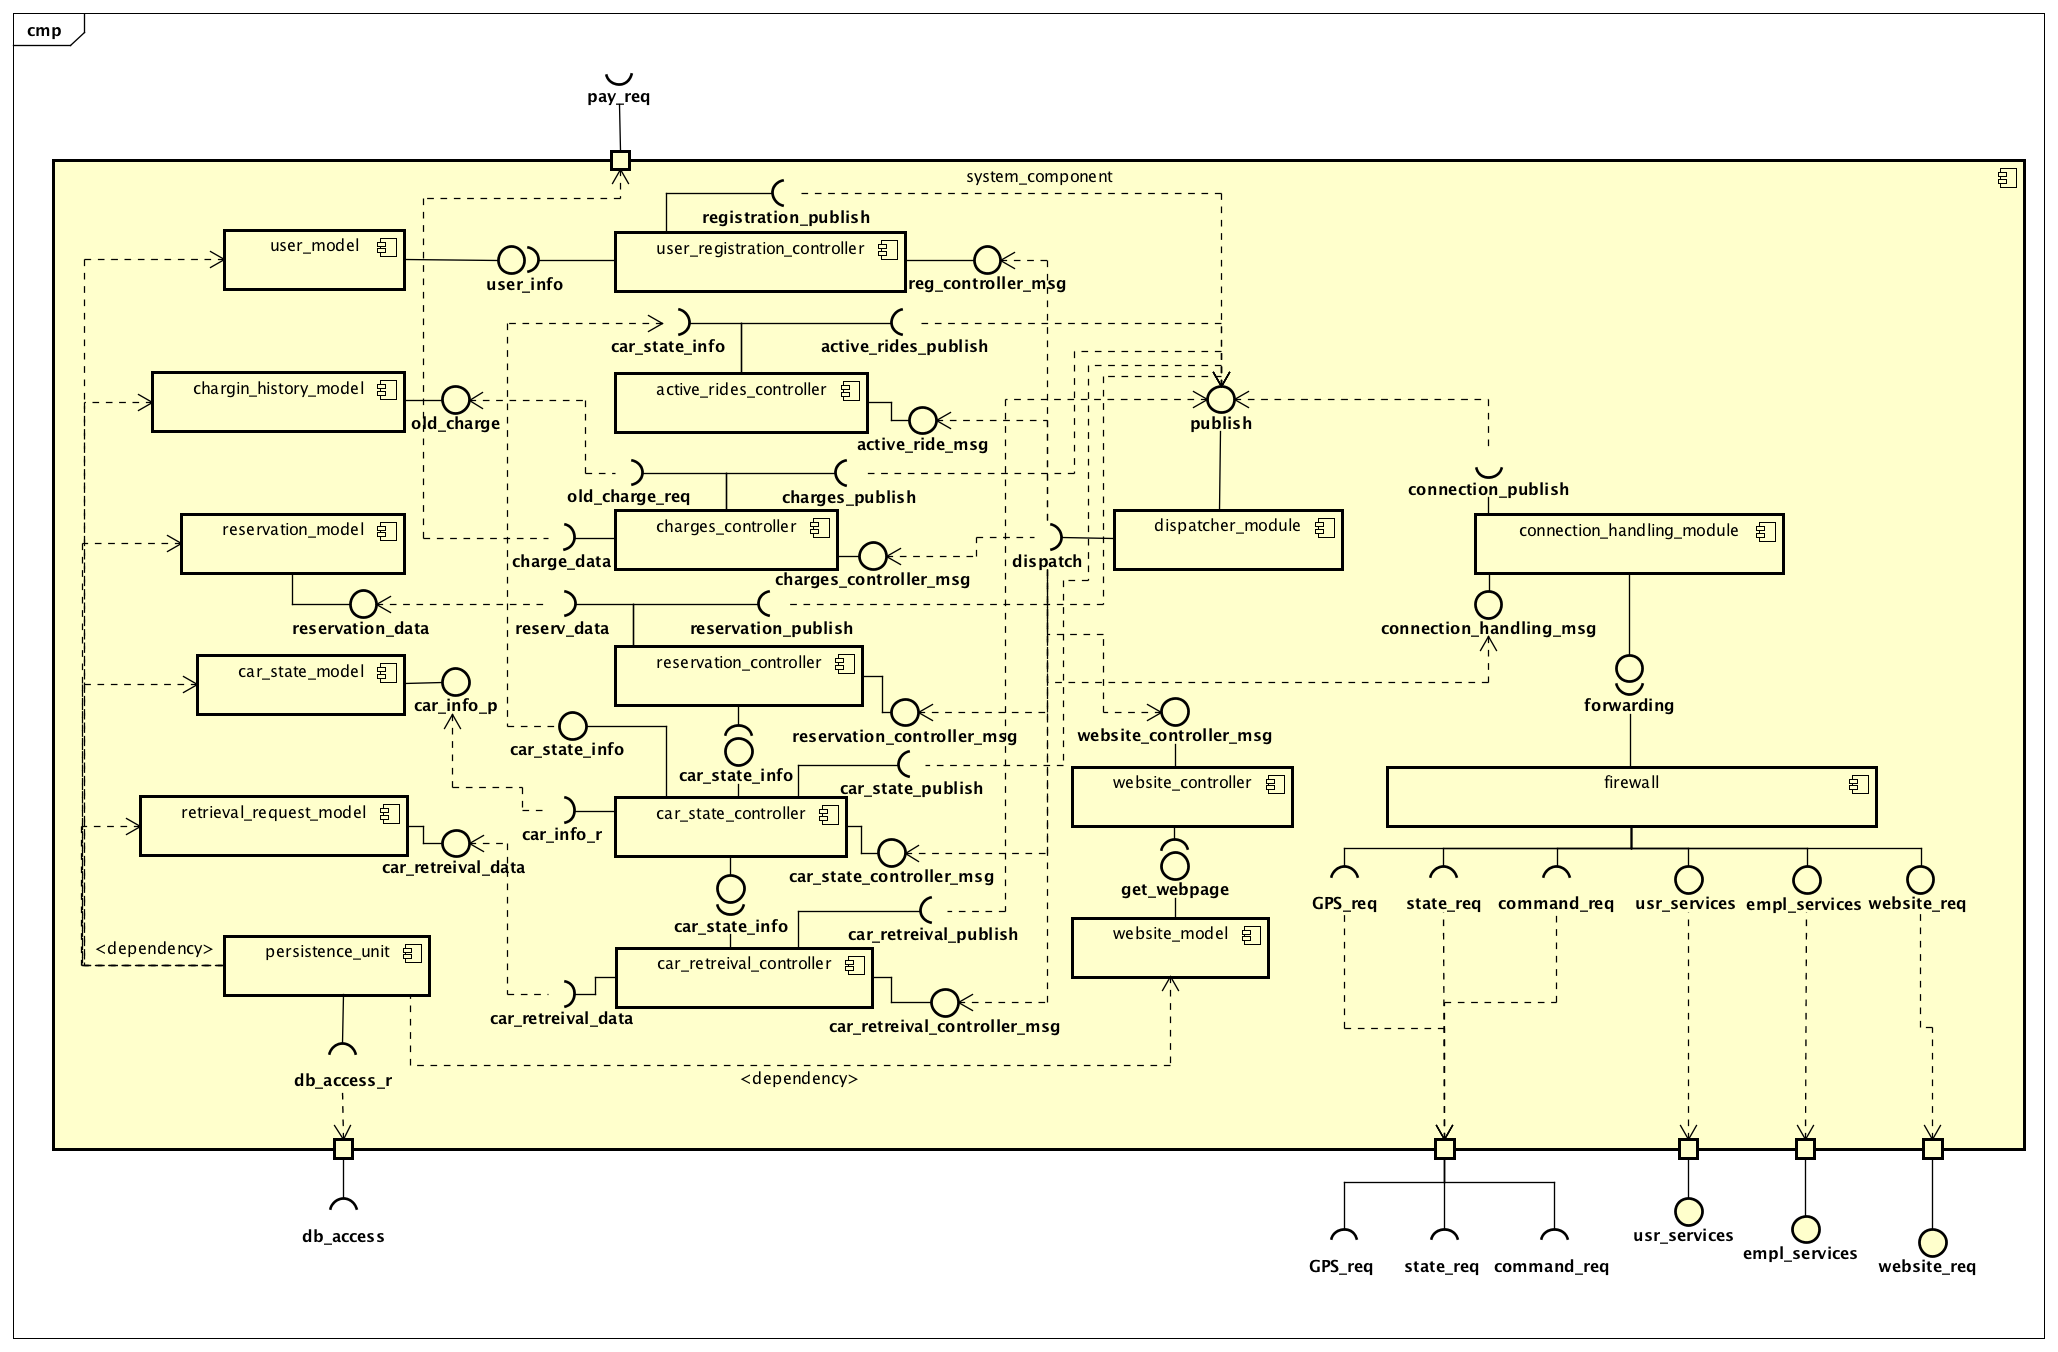 cmp
pay_req
system_component
registration_publish
user_model
user_registration_controller
user_info
reg_controller_msg
car_state_info
active_rides_publish
chargin_history_model
active_rides_controller
old_charge
publish
active_ride_msg
old_charge_req
charges_publish
connection_publish
reservation_model
charges_controller
dispatcher_module
connection_handling_module
charge_data
dispatch
charges_controller_msg
reservation_data
reserv_data
reservation_publish
connection_handling_msg
car_state_model
reservation_controller
car_info_p
forwarding
reservation_controller_msg
website_controller_msg
car_state_info
car_state_info
car_state_publish
website_controller
firewall
retrieval_request_model
car_state_controller
car_info_r
car_retreival_data
car_state_controller_msg
get_webpage
GPS_req
state_req
command_req
usr_services
empl_services
website_req
car_state_info
car_retreival_publish
website_model
<dependency>
persistence_unit
car_retreival_controller
car_retreival_data
car_retreival_controller_msg
db_access_r
<dependency>
db_access
usr_services
empl_services
GPS_req
state_req
command_req
website_req